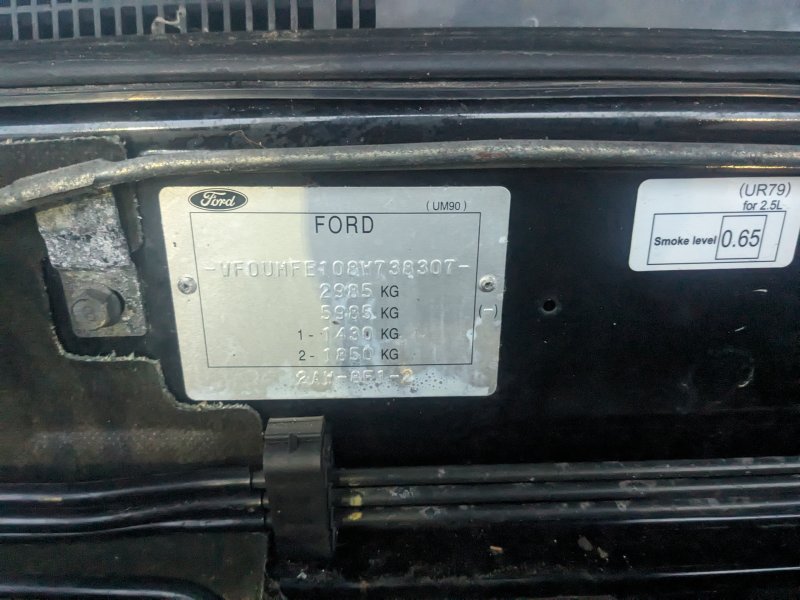 Ford
(UM90)
FORD
-VF0UMFE108W738307-
2985 KG
5985 KG (-)
1-1430 KG
2-1850 KG
(UR79)
for 2.5L
Smoke level 0.65